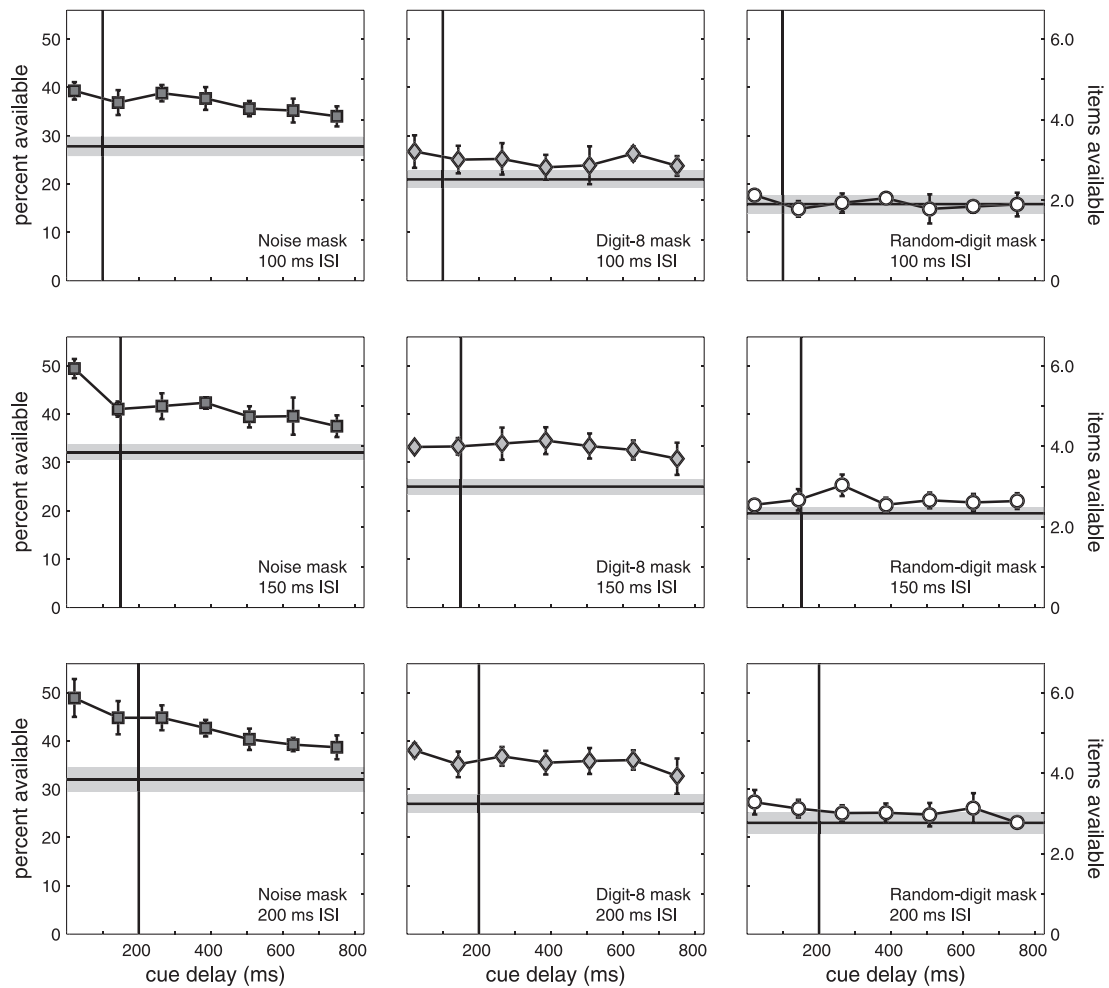 50
40
30
20
10
0
percent available
Noise mask
100 ms ISI
Digit-8 mask
100 ms ISI
Random-digit mask
100 ms ISI
6.0
4.0
2.0
0
items available
50
40
30
20
10
0
percent available
Noise mask
150 ms ISI
Digit-8 mask
150 ms ISI
Random-digit mask
150 ms ISI
6.0
4.0
2.0
0
items available
50
40
30
20
10
0
percent available
Noise mask
200 ms ISI
Digit-8 mask
200 ms ISI
Random-digit mask
200 ms ISI
6.0
4.0
2.0
0
items available
200 400 600 800
cue delay (ms)
200 400 600 800
cue delay (ms)
200 400 600 800
cue delay (ms)